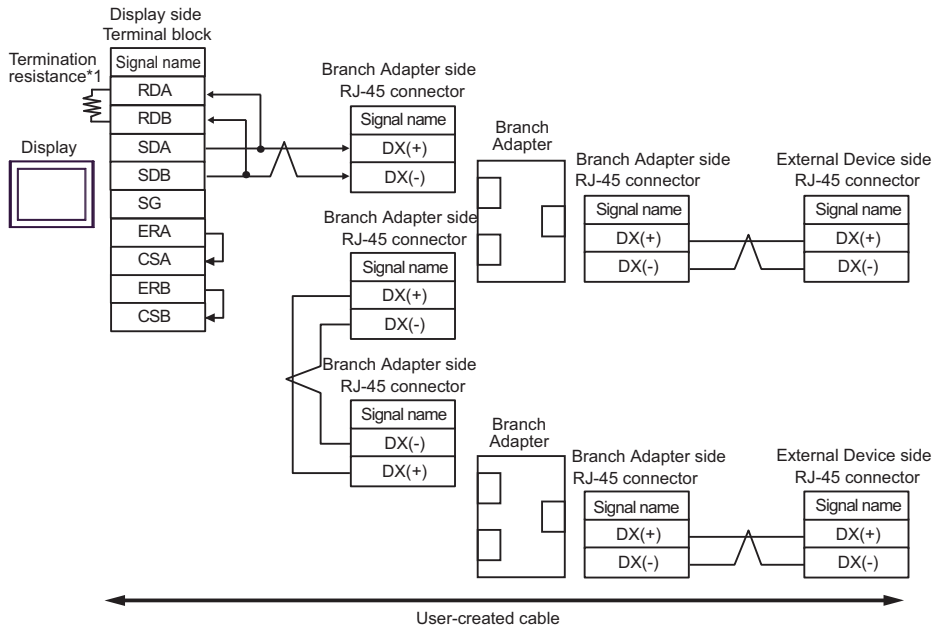 Display side
Terminal block
Termination
resistance*1
Signal name
RDA
RDB
SDA
SDB
SG
ERA
CSA
ERB
CSB
Display
Branch Adapter side
RJ-45 connector
Signal name
DX(+)
DX(-)
Branch
Adapter
Branch Adapter side
RJ-45 connector
Signal name
DX(+)
DX(-)
External Device side
RJ-45 connector
Signal name
DX(+)
DX(-)
Branch Adapter side
RJ-45 connector
Signal name
DX(+)
DX(-)
Branch Adapter side
RJ-45 connector
Signal name
DX(-)
DX(+)
Branch
Adapter
Branch Adapter side
RJ-45 connector
Signal name
DX(+)
DX(-)
External Device side
RJ-45 connector
Signal name
DX(+)
DX(-)
User-created cable